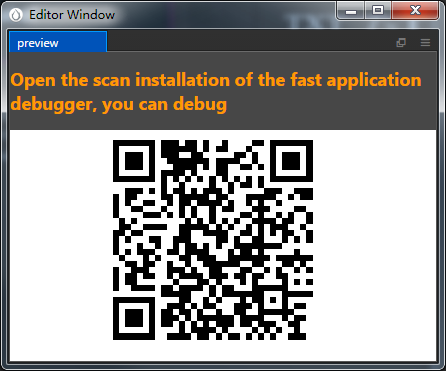 Editor Window
preview
Open the scan installation of the fast application
debugger, you can debug